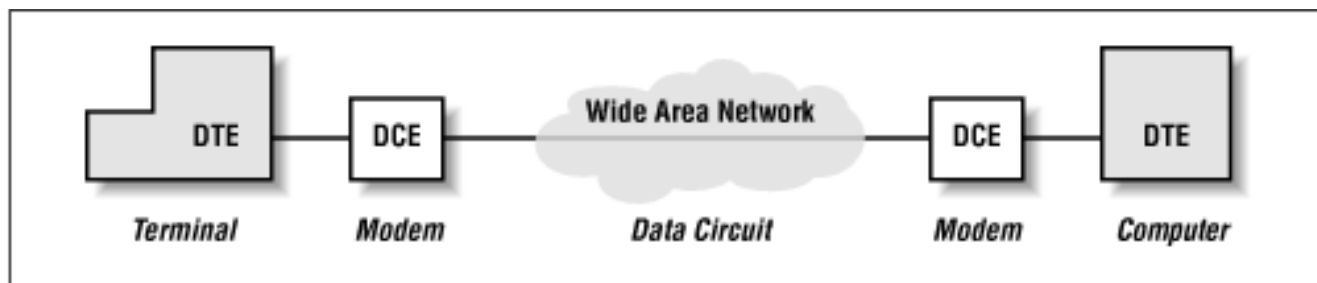 Wide Area Network
DTE
DCE
DCE
DTE
Terminal
Modem
Data Circuit
Modem
Computer